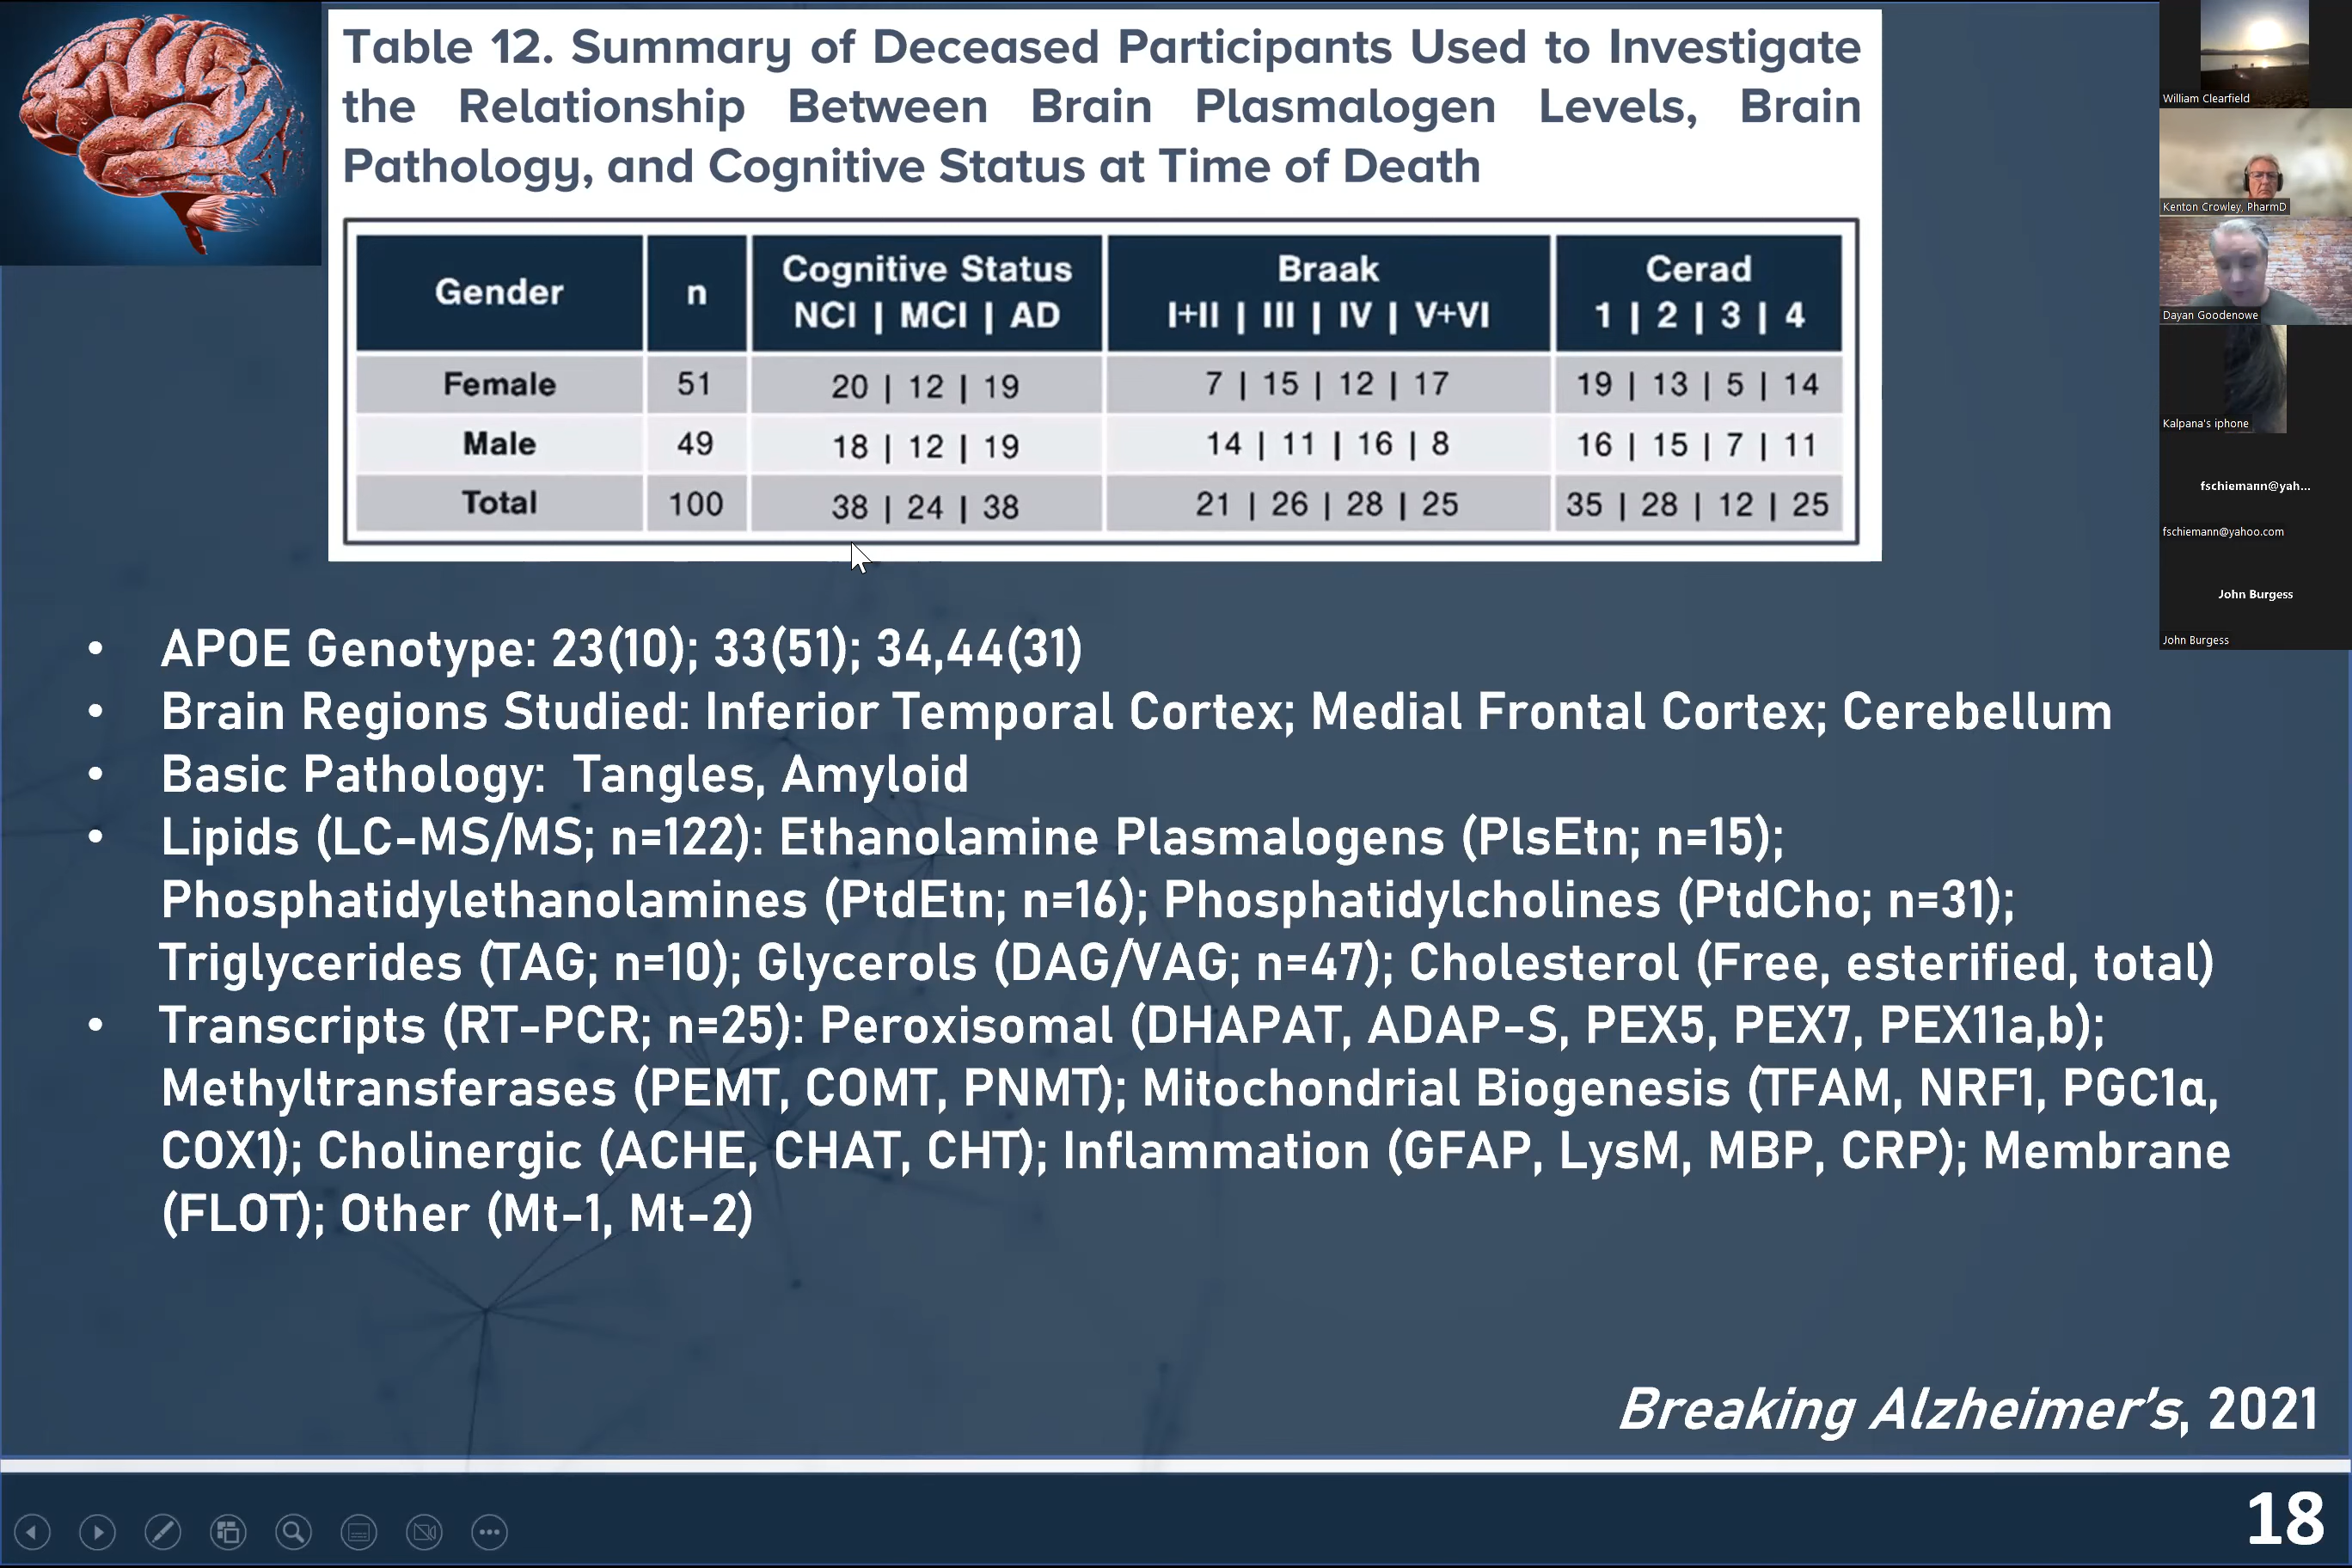 Table 12. Summary of Deceased Participants Used to Investigate
the Relationship Between Brain Plasmalogen Levels, Brain
Pathology, and Cognitive Status at Time of Death
Gender n Cognitive Status Braak Cerad
NCI | MCI | AD I+II | III | IV | V+VI 1 | 2 | 3 | 4
Female 51 20 | 12 | 19 7 | 15 | 12 | 17 19 | 13 | 5 | 14
Male 49 18 | 12 | 19 14 | 11 | 16 | 8 16 | 15 | 7 | 11
Total 100 38 | 24 | 38 21 | 26 | 28 | 25 35 | 28 | 12 | 25
• APOE Genotype: 23(10); 33(51); 34,44(31)
• Brain Regions Studied: Inferior Temporal Cortex; Medial Frontal Cortex; Cerebellum
• Basic Pathology: Tangles, Amyloid
• Lipids (LC-MS/MS; n=122): Ethanolamine Plasmalogens (PlsEtn; n=15);
Phosphatidylethanolamines (PtdEtn; n=16); Phosphatidylcholines (PtdCho; n=31);
Triglycerides (TAG; n=10); Glycerols (DAG/VAG; n=47); Cholesterol (Free, esterified, total)
• Transcripts (RT-PCR; n=25): Peroxisomal (DHAPAT, ADAP-S, PEX5, PEX7, PEX11a,b);
Methyltransferases (PEMT, COMT, PNMT); Mitochondrial Biogenesis (TFAM, NRF1, PGC1α,
COX1); Cholinergic (ACHE, CHAT, CHT); Inflammation (GFAP, LysM, MBP, CRP); Membrane
(FLOT); Other (Mt-1, Mt-2)
Breaking Alzheimer's, 2021
18
William Clearfield
Kenton Crowley, PharmD
Dayan Goodenowe
Kalpana's iphone
fschiemann@yah...
fschiemann@yahoo.com
John Burgess
John Burgess